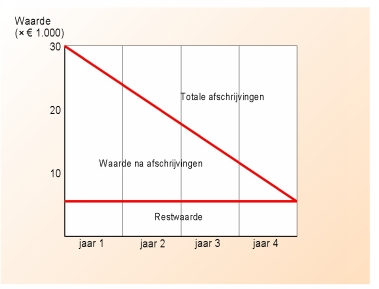 Waarde
(× € 1.000)
30
Totale afschrijvingen
20
10
Waarde na afschrijvingen
Restwaarde
jaar 1 jaar 2 jaar 3 jaar 4